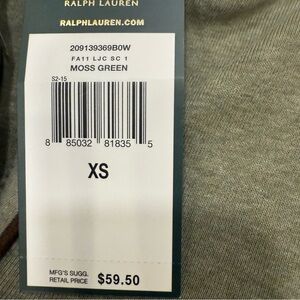 RALPH LAUREN
RALPHLAUREN.COM
209139369B0W
FA11 LJC SC 1
MOSS GREEN
S2-15
8 85032 81835 5
XS
MFG'S SUGG.
RETAIL PRICE $59.50